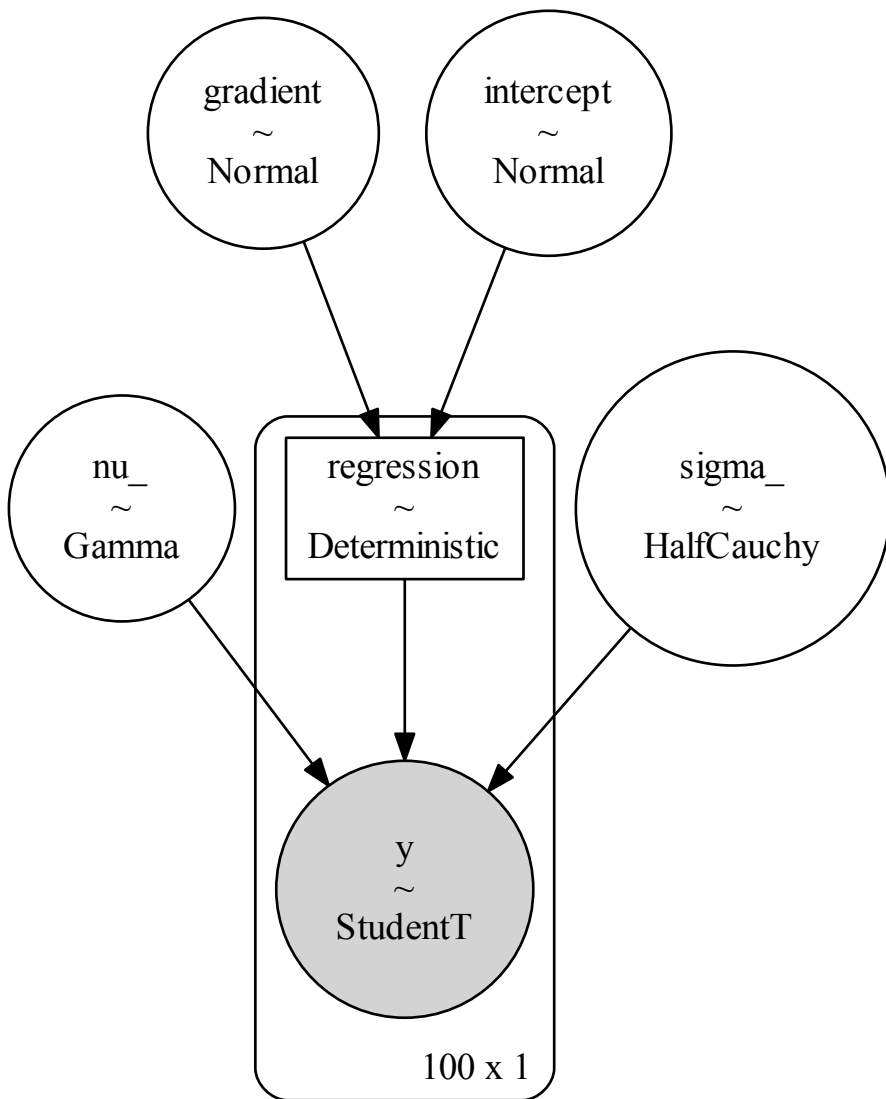 gradient
~
Normal
intercept
~
Normal
nu_
~
Gamma
regression
~
Deterministic
sigma_
~
HalfCauchy
y
~
StudentT
100 x 1